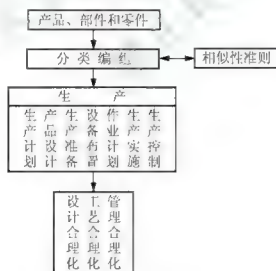 产品、部件和零件
分类编组
相似性准则
生产
生产计划
产品设计
生产准备
设备布置
作业计划
生产实施
生产控制
设计合理化
工艺合理化
管理合理化